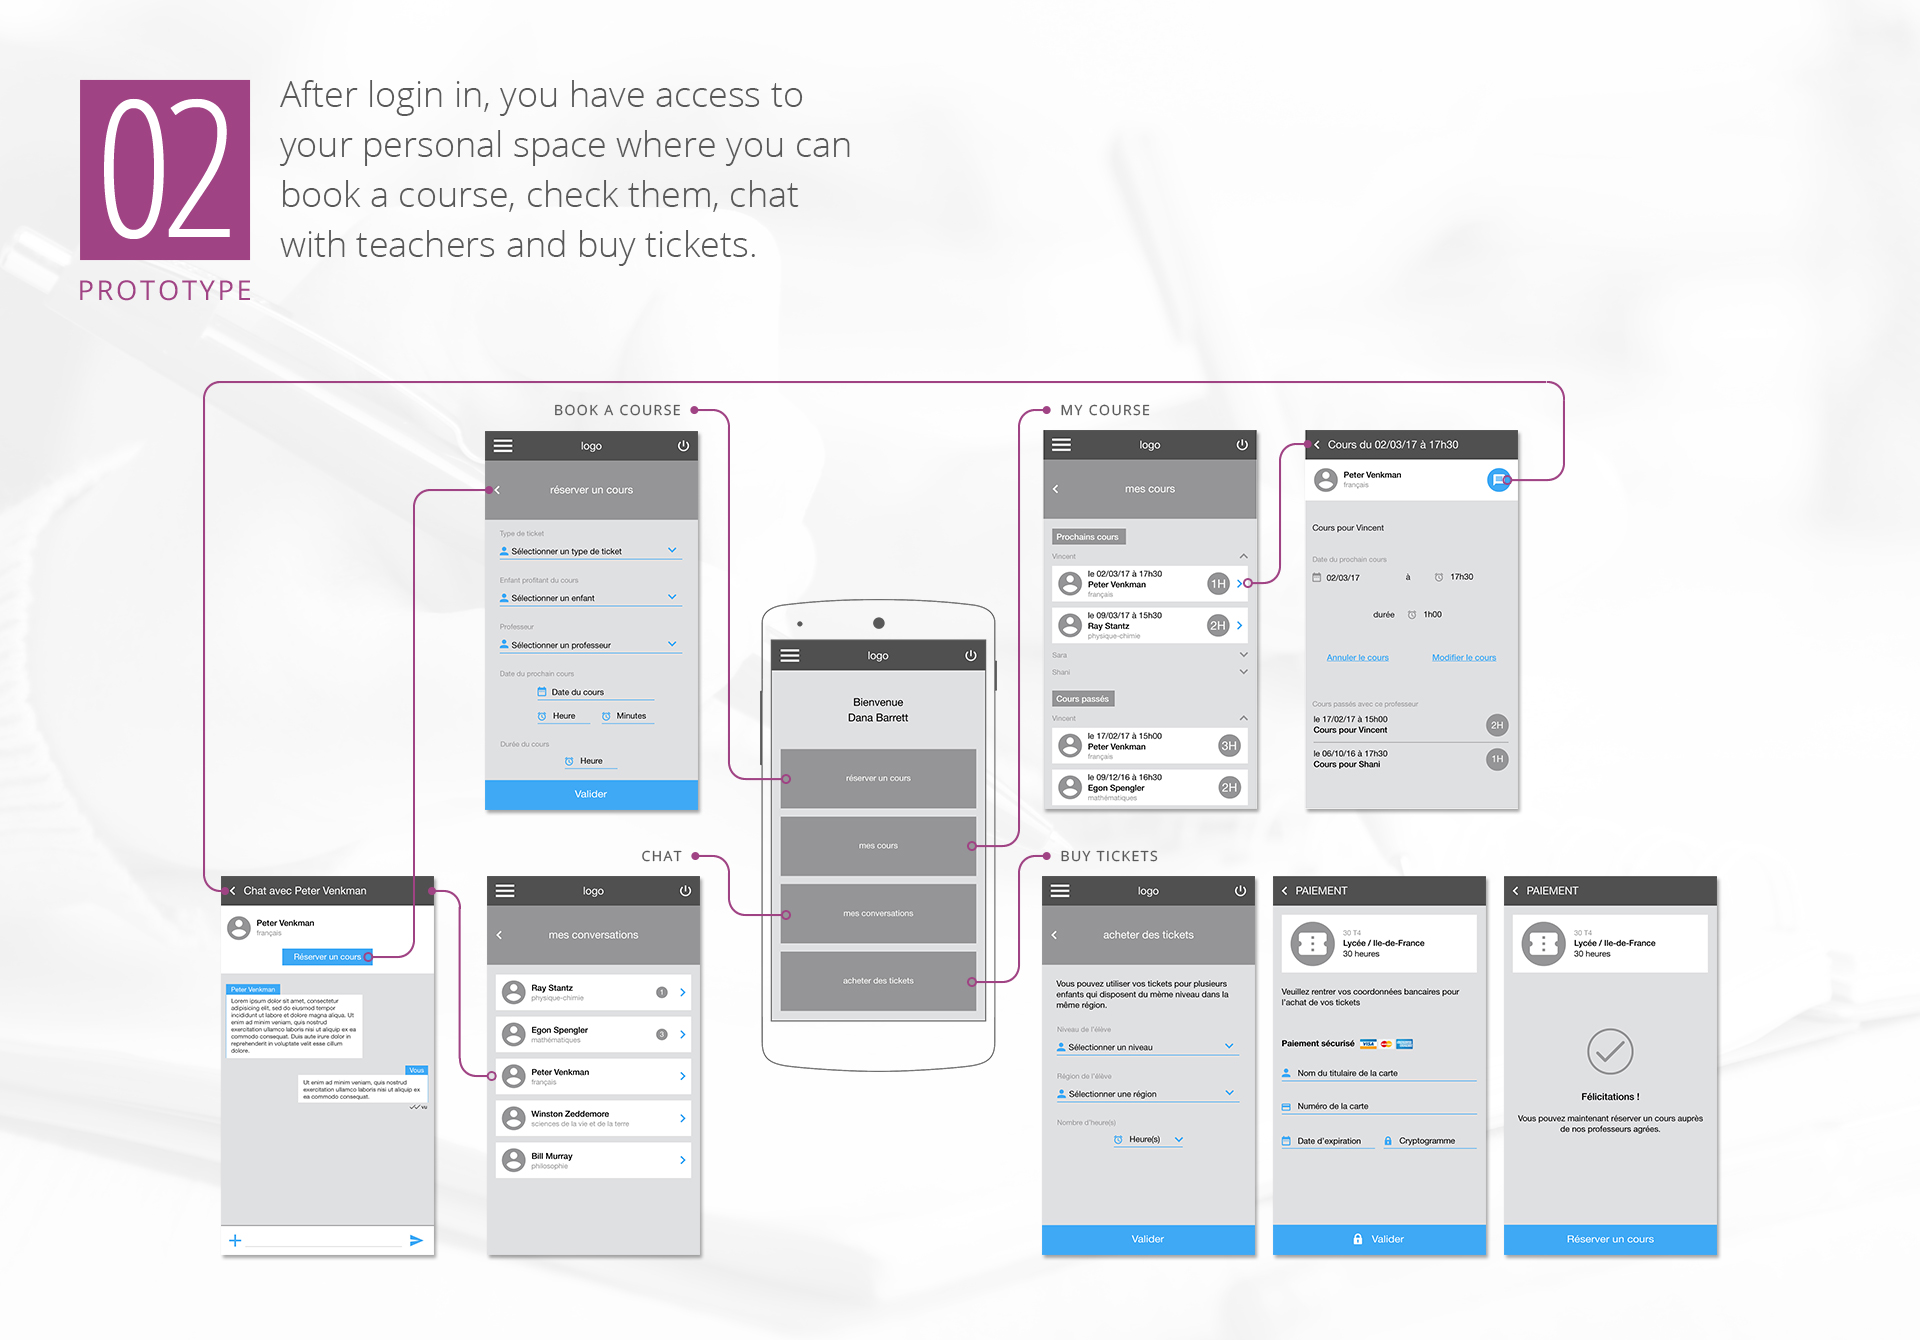 02
PROTOTYPE
After login in, you have access to
your personal space where you can
book a course, check them, chat
with teachers and buy tickets.
BOOK A COURSE
logo
réserver un cours
Type de ticket
Sélectionner un type de ticket
Enfant profitant du cours
Sélectionner un enfant
Professeur
Sélectionner un professeur
Date du prochain cours
Date du cours
Heure Minutes
Durée du cours
Heure
Valider
MY COURSE
logo
mes cours
Prochains cours
Vincent
le 02/03/17 à 17h30
Peter Venkman
français
1H
le 09/03/17 à 15h30
Ray Stantz
physique-chimie
2H
Sara
Shani
Cours passés
Vincent
le 17/02/17 à 15h00
Peter Venkman
français
3H
le 09/12/16 à 16h30
Egon Spengler
mathématiques
2H
Cours du 02/03/17 à 17h30
Peter Venkman
français
Cours pour Vincent
Date du prochain cours
02/03/17 à 17h30
durée 1h00
Annuler le cours Modifier le cours
Cours passés avec ce professeur
le 17/02/17 à 15h00
Cours pour Vincent
2H
le 06/10/16 à 17h30
Cours pour Shani
1H
logo
Bienvenue
Dana Barrett
réserver un cours
mes cours
mes conversations
acheter des tickets
Chat avec Peter Venkman
Peter Venkman
français
Réserver un cours
Peter Venkman
Lorem ipsum dolor sit amet, consectetur
adipisicing elit, sed do eiusmod tempor
incididunt ut labore et dolore magna aliqua. Ut
enim ad minim veniam, quis nostrud
exercitation ullamco laboris nisi ut aliquip ex ea
commodo consequat. Duis aute irure dolor in
reprehenderit in voluptate velit esse cillum
dolore.
Vous
Ut enim ad minim veniam, quis nostrud
exercitation ullamco laboris nisi ut aliquip ex
ea commodo consequat.
vu
CHAT
logo
mes conversations
Ray Stantz
physique-chimie
1
Egon Spengler
mathématiques
3
Peter Venkman
français
Winston Zeddemore
sciences de la vie et de la terre
Bill Murray
philosophie
BUY TICKETS
logo
acheter des tickets
Vous pouvez utiliser vos tickets pour plusieurs
enfants qui disposent du même niveau dans la
même région.
Niveau de l'élève
Sélectionner un niveau
Région de l'élève
Sélectionner une région
Nombre d'heure(s)
Heure(s)
Valider
PAIEMENT
30 T4
Lycée / Ile-de-France
30 heures
Veuillez rentrer vos coordonnées bancaires pour
l'achat de vos tickets
Paiement sécurisé VISA
Nom du titulaire de la carte
Numéro de la carte
Date d'expiration Cryptogramme
Valider
PAIEMENT
30 T4
Lycée / Ile-de-France
30 heures
Félicitations !
Vous pouvez maintenant réserver un cours auprès
de nos professeurs agréées.
Réserver un cours